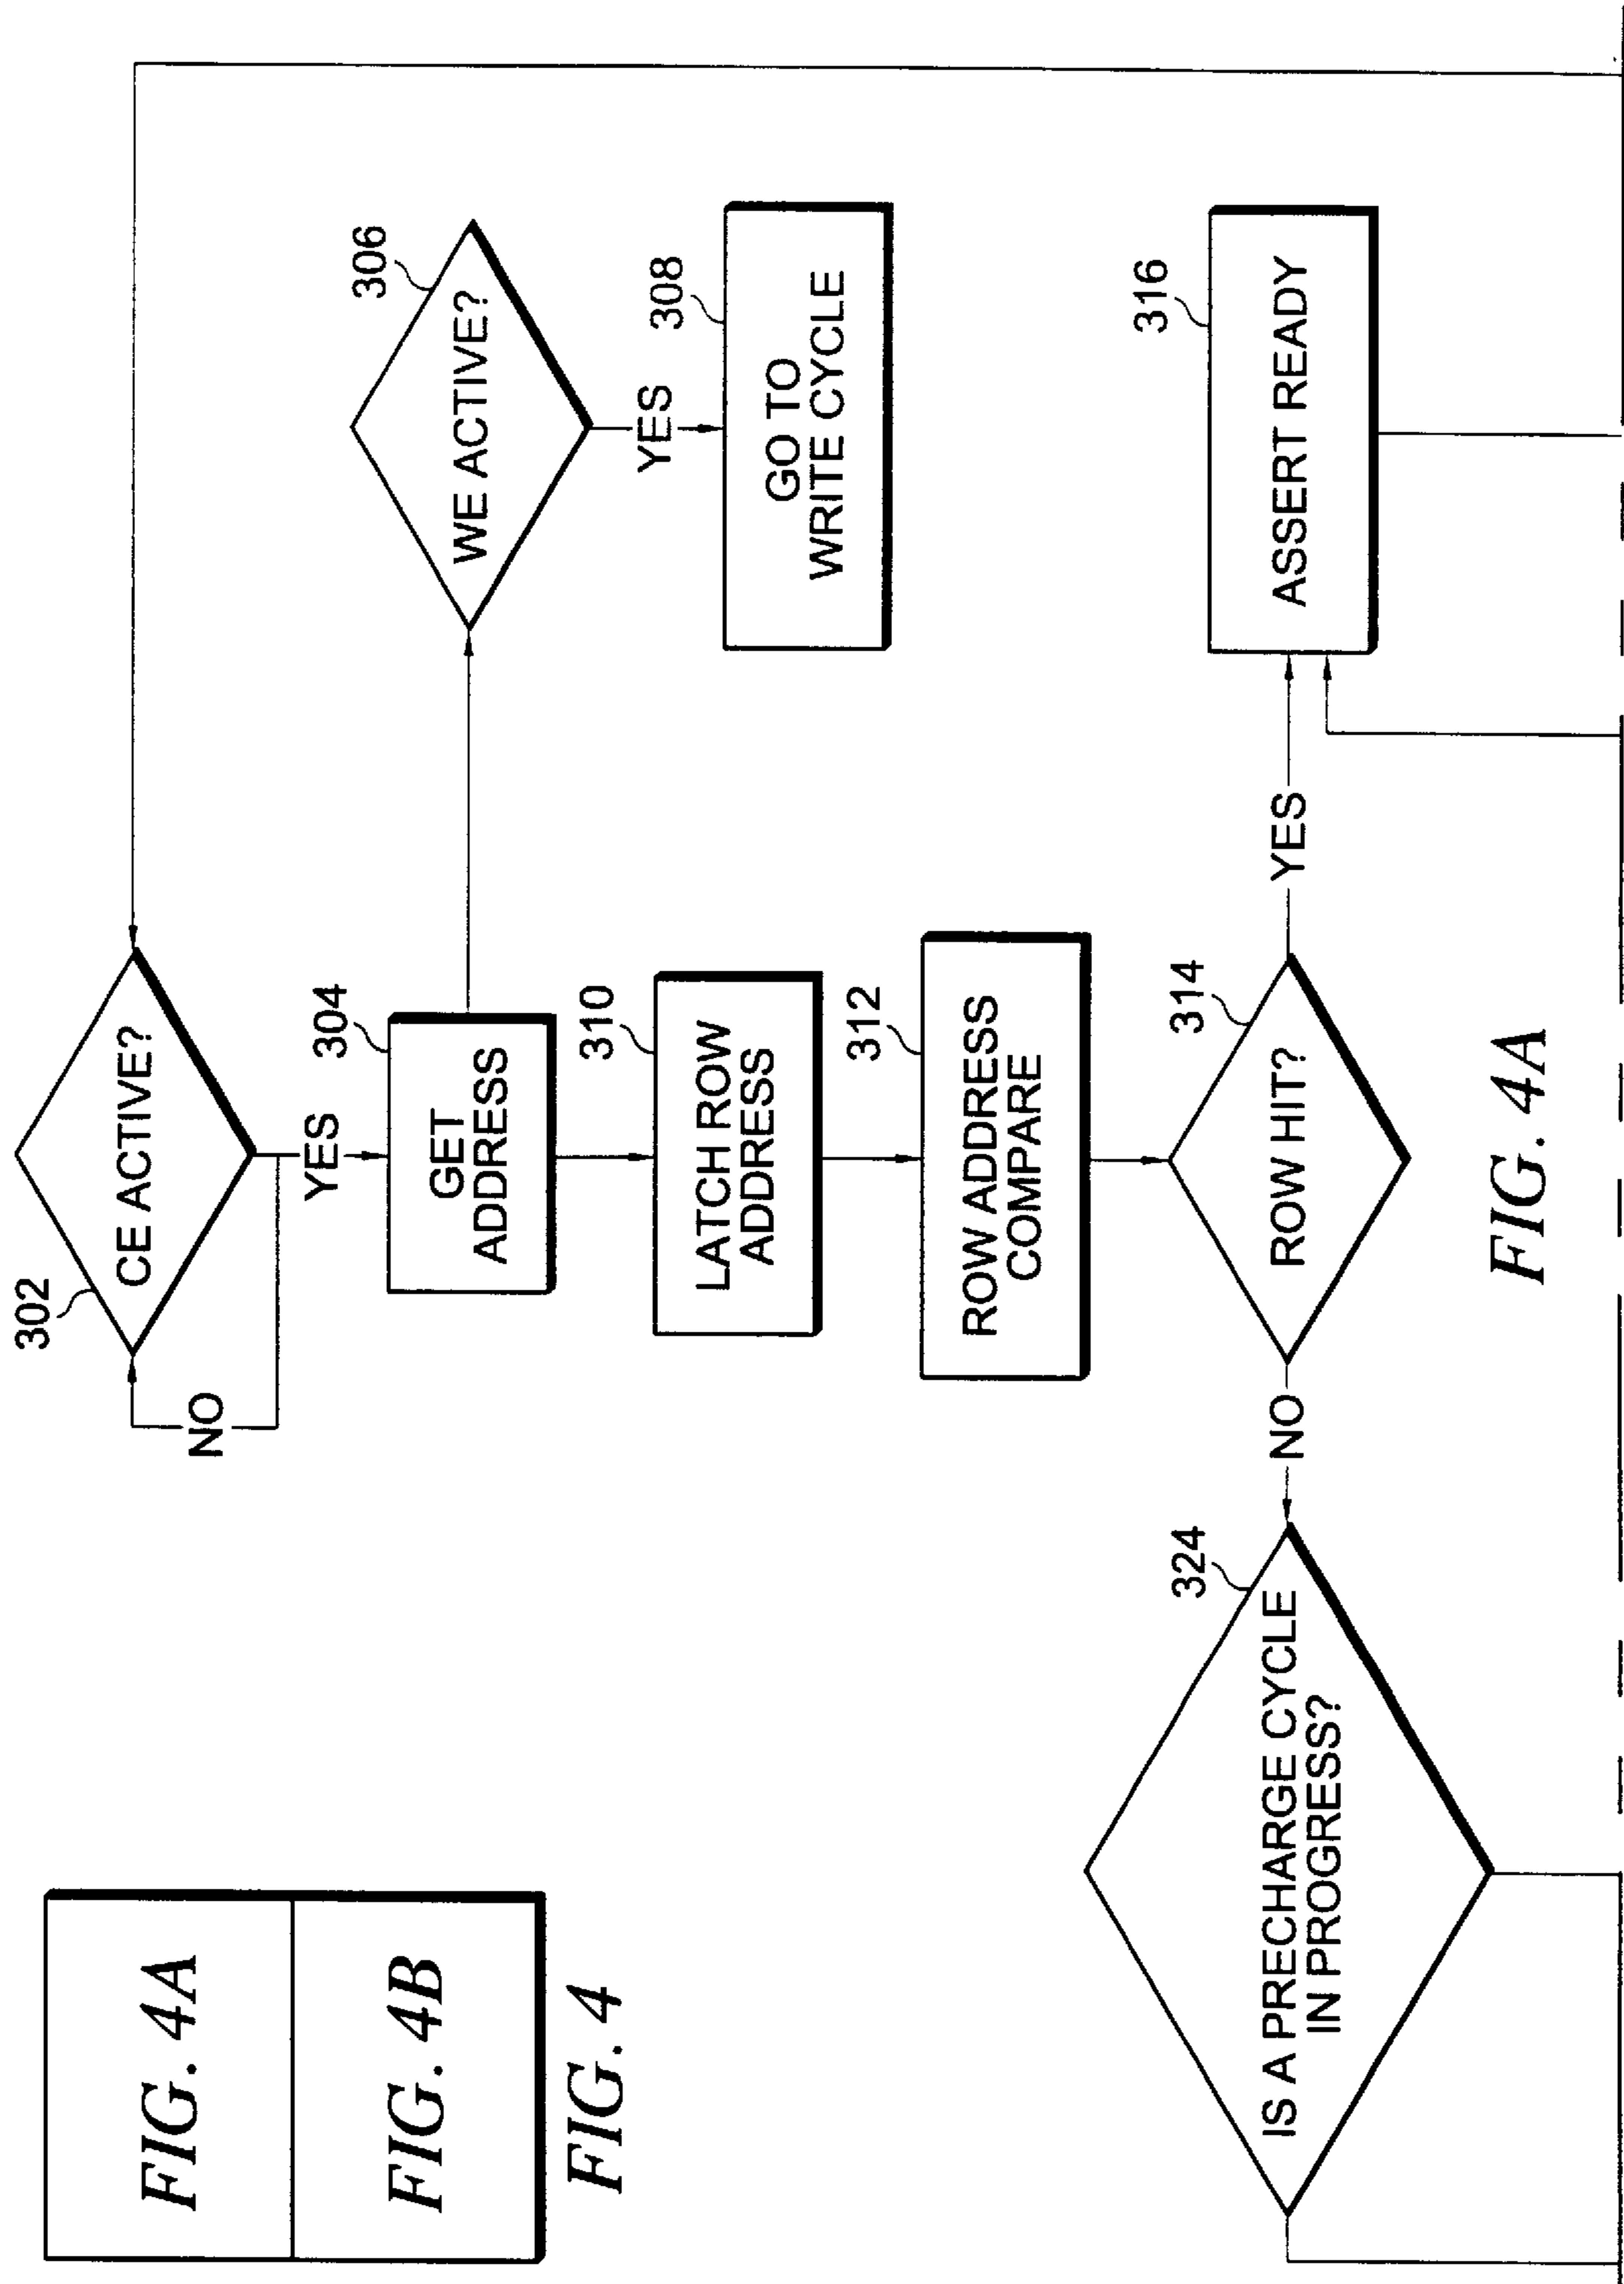 FIG. 4A
FIG. 4B
FIG. 4
302
CE ACTIVE?
NO
YES
304
GET
ADDRESS
306
WE ACTIVE?
YES
308
GO TO
WRITE CYCLE
310
LATCH ROW
ADDRESS
312
ROW ADDRESS
COMPARE
314
ROW HIT?
NO
YES
324
IS A PRECHARGE CYCLE
IN PROGRESS?
316
ASSERT READY
FIG. 4A